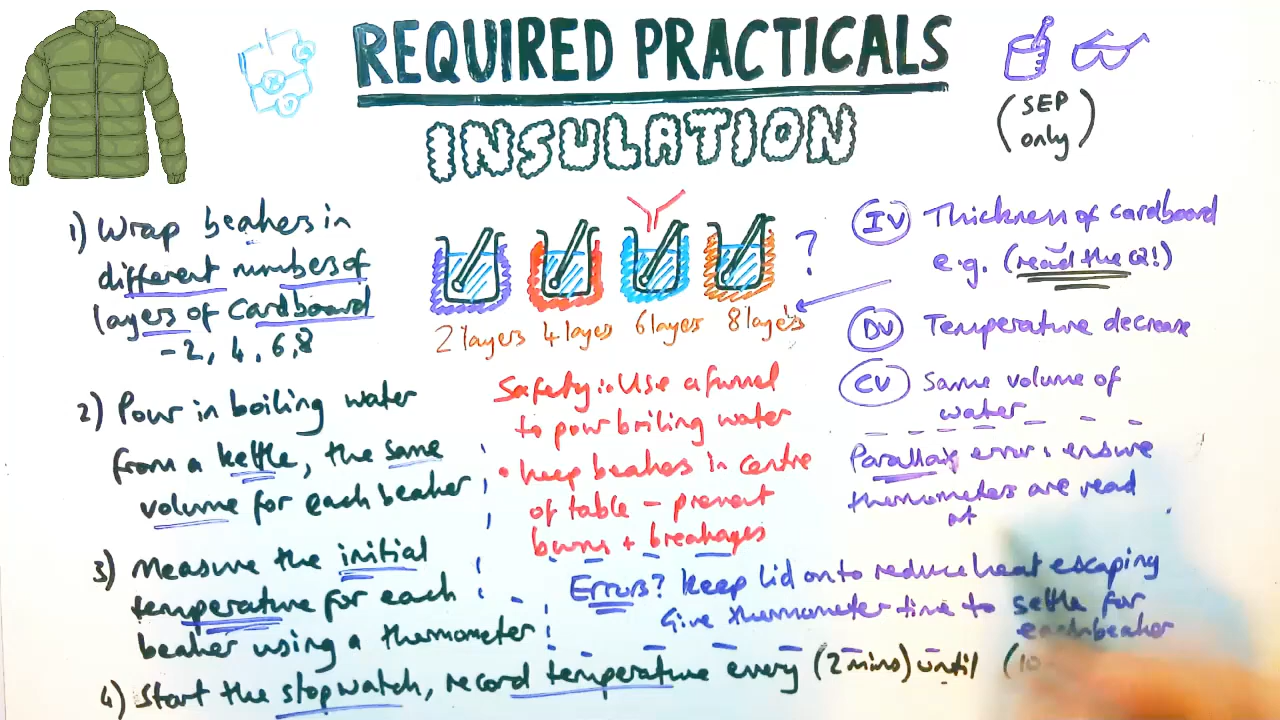 REQUIRED PRACTICALS
INSULATION
(SEP
only)
1) Wrap beakers in
different numbers of
layers of cardboard
- 2, 4, 6, 8
2) Pour in boiling water
from a kettle, the same
volume for each beaker
3) Measure the initial
temperature for each
beaker using a thermometer
4) Start the stopwatch, record temperature every (2 mins) until (10
?
2 layers 4 layers 6 layers 8 layers
Safety: Use a funnel
to pour boiling water
• keep beakers in centre
of table - prevent
burns + breakages
Errors? Keep lid on to reduce heat escaping
Give thermometer time to settle for
each beaker
IV Thickness of cardboard
e.g. (read the Q!)
DV Temperature decrease
CV Same volume of
water
Parallax error: ensure
thermometers are read
at